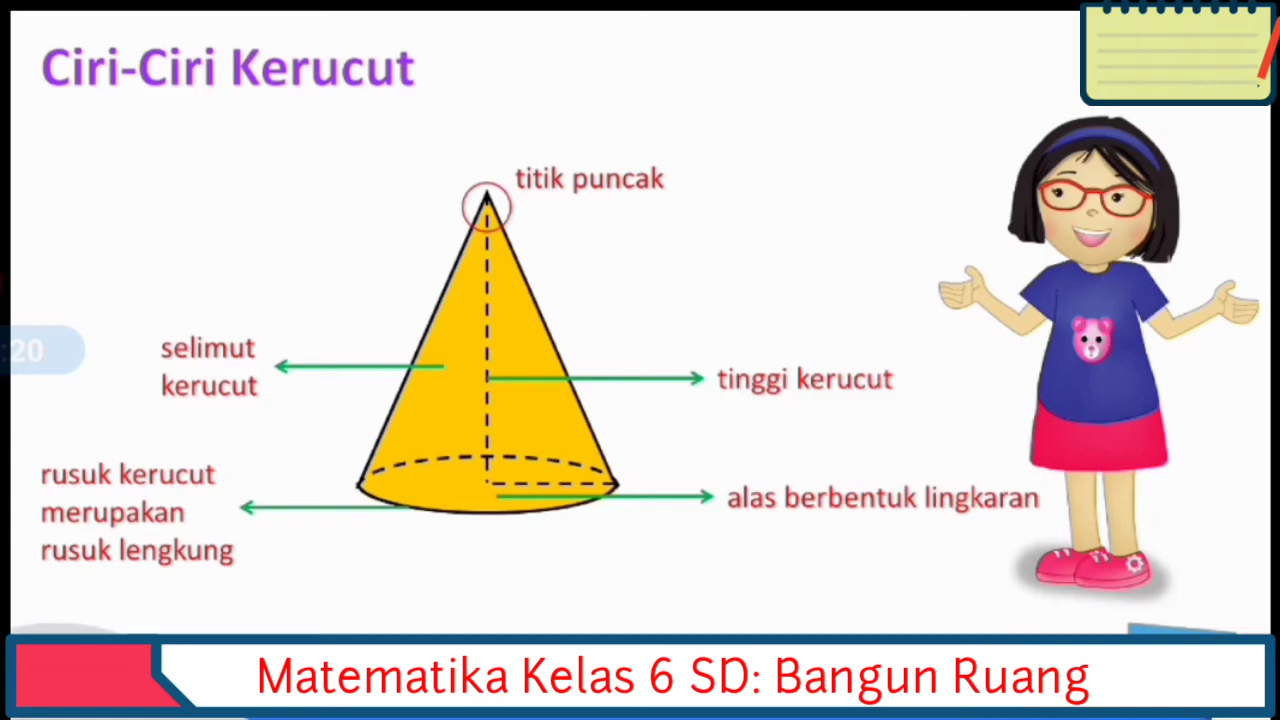 Ciri-Ciri Kerucut
titik puncak
selimut
kerucut
tinggi kerucut
rusuk kerucut
merupakan
rusuk lengkung
alas berbentuk lingkaran
:20
Matematika Kelas 6 SD: Bangun Ruang